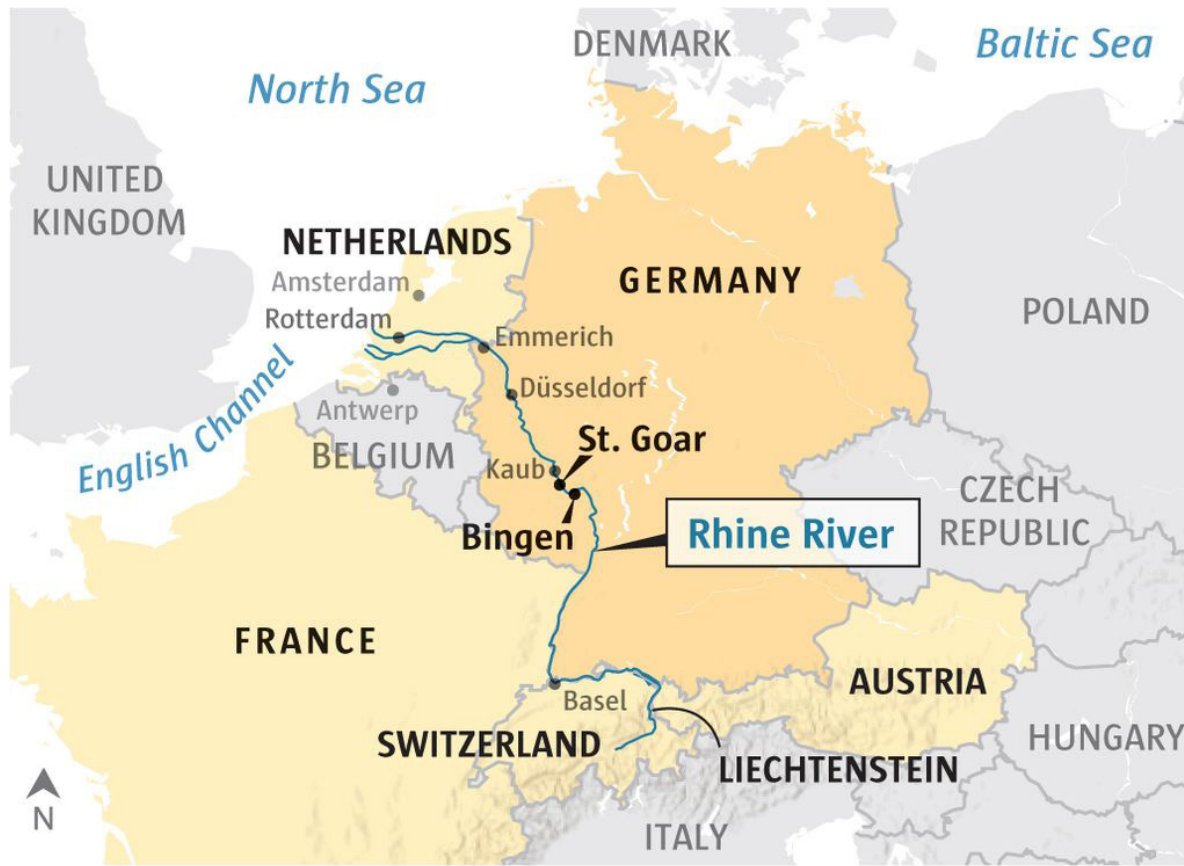 DENMARK
Baltic Sea
North Sea
UNITED
KINGDOM
NETHERLANDS
Amsterdam
Rotterdam
GERMANY
POLAND
Emmerich
Düsseldorf
English Channel
Antwerp
BELGIUM
St. Goar
Kaub
Bingen
CZECH
REPUBLIC
Rhine River
FRANCE
Basel
AUSTRIA
SWITZERLAND
LIECHTENSTEIN
HUNGARY
ITALY
N